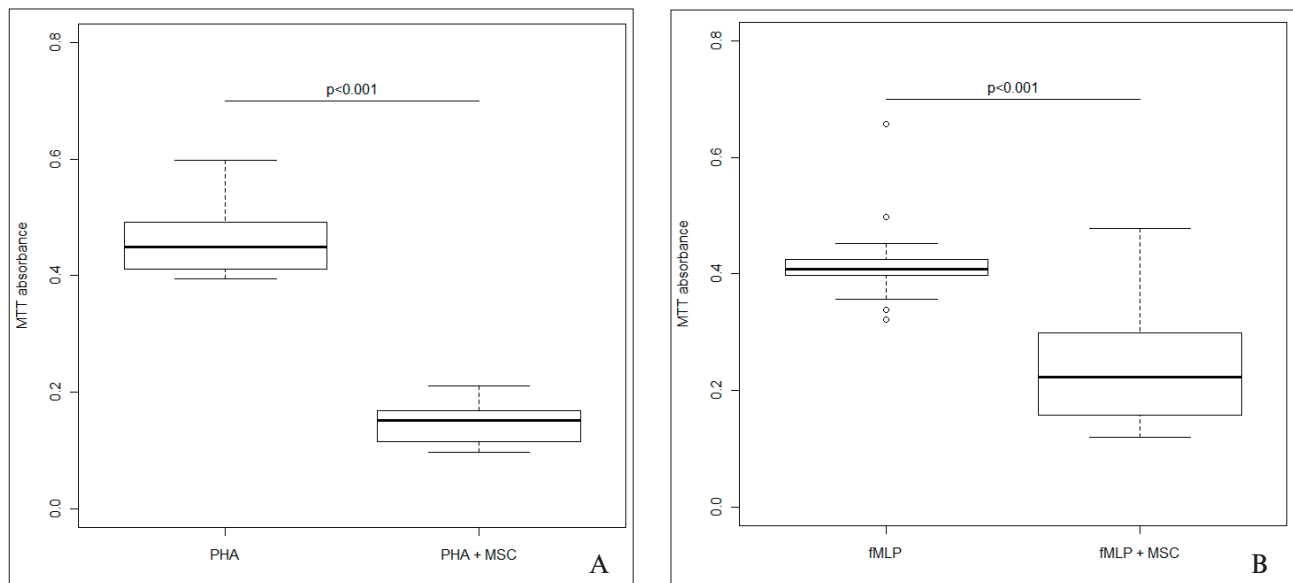 0.8
0.6
0.4
0.2
0.0
MTT absorbance
p<0.001
PHA
PHA + MSC
A
0.8
0.6
0.4
0.2
0.0
MTT absorbance
p<0.001
fMLP
fMLP + MSC
B